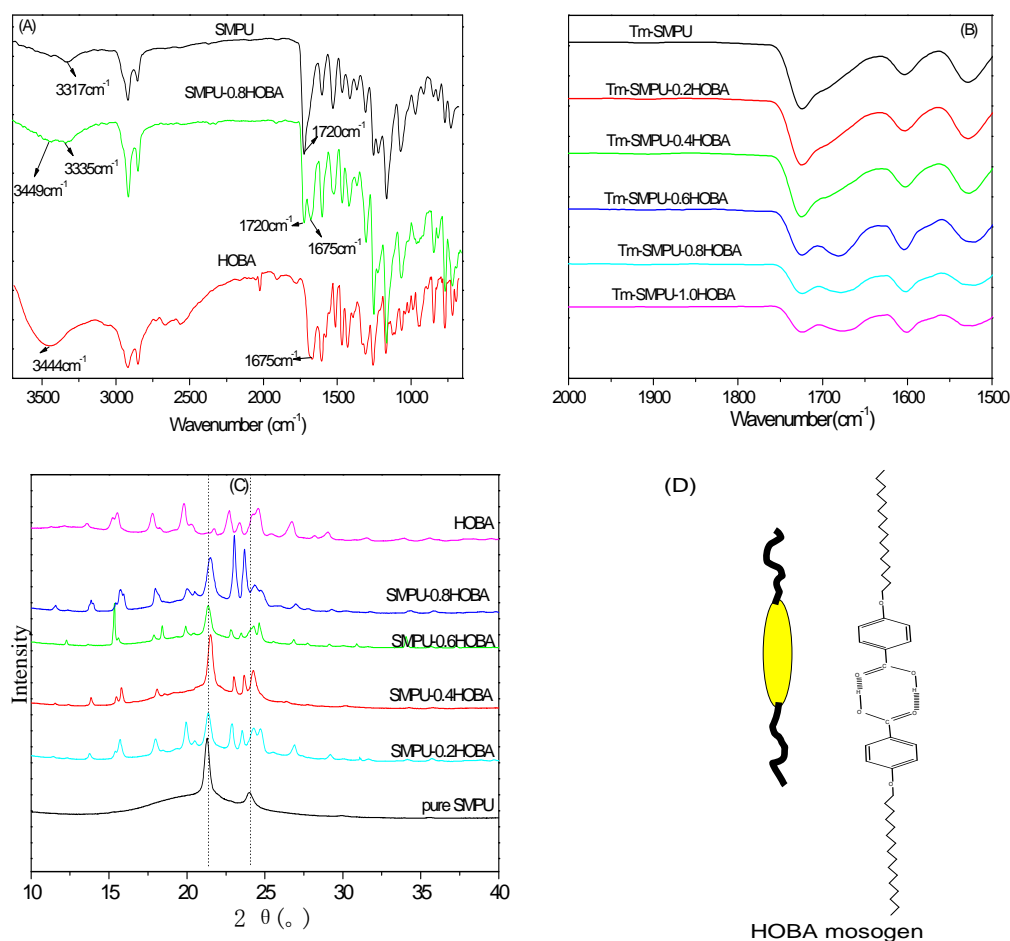 (A)
SMPU
3317cm-1
SMPU-0.8HOBA
1720cm-1
3335cm-1
3449cm-1
1720cm-1
1675cm-1
HOBA
3444cm-1
1675cm-1
3500 3000 2500 2000 1500 1000
Wavenumber (cm-1)
(B)
Tm-SMPU
Tm-SMPU-0.2HOBA
Tm-SMPU-0.4HOBA
Tm-SMPU-0.6HOBA
Tm-SMPU-0.8HOBA
Tm-SMPU-1.0HOBA
2000 1900 1800 1700 1600 1500
Wavenumber (cm-1)
(C)
HOBA
SMPU-0.8HOBA
SMPU-0.6HOBA
SMPU-0.4HOBA
SMPU-0.2HOBA
pure SMPU
Intensity
10 15 20 25 30 35 40
2 θ(。)
(D)
O
C
O O
H H
O O
C
O
HOBA mosogen